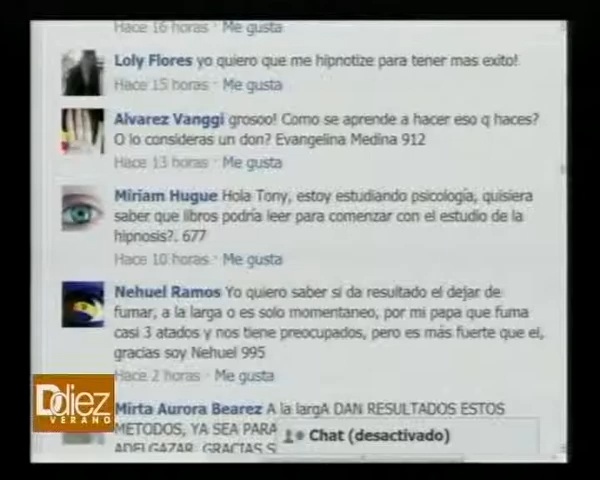 Hace 16 horas · Me gusta
Loly Flores yo quiero que me hipnotize para tener mas exito!
Hace 15 horas · Me gusta
Alvarez Vanggi grosoo! Como se aprende a hacer eso q haces?
O lo consideras un don? Evangelina Medina 912
Hace 13 horas · Me gusta
Miriam Hugue Hola Tony, estoy estudiando psicología, quisiera
saber que libros podría leer para comenzar con el estudio de la
hipnosis?. 677
Hace 10 horas · Me gusta
Nehuel Ramos Yo quiero saber si da resultado el dejar de
fumar, a la larga o es solo momentaneo, por mi papa que fuma
casi 3 atados y nos tiene preocupados, pero es más fuerte que el,
gracias soy Nehuel 995
Hace 2 horas · Me gusta
Mirta Aurora Bearez A la largA DAN RESULTADOS ESTOS
METODOS, YA SEA PARA
ADELGAZAR. GRACIAS S
Chat (desactivado)
Ddiez
VERANO